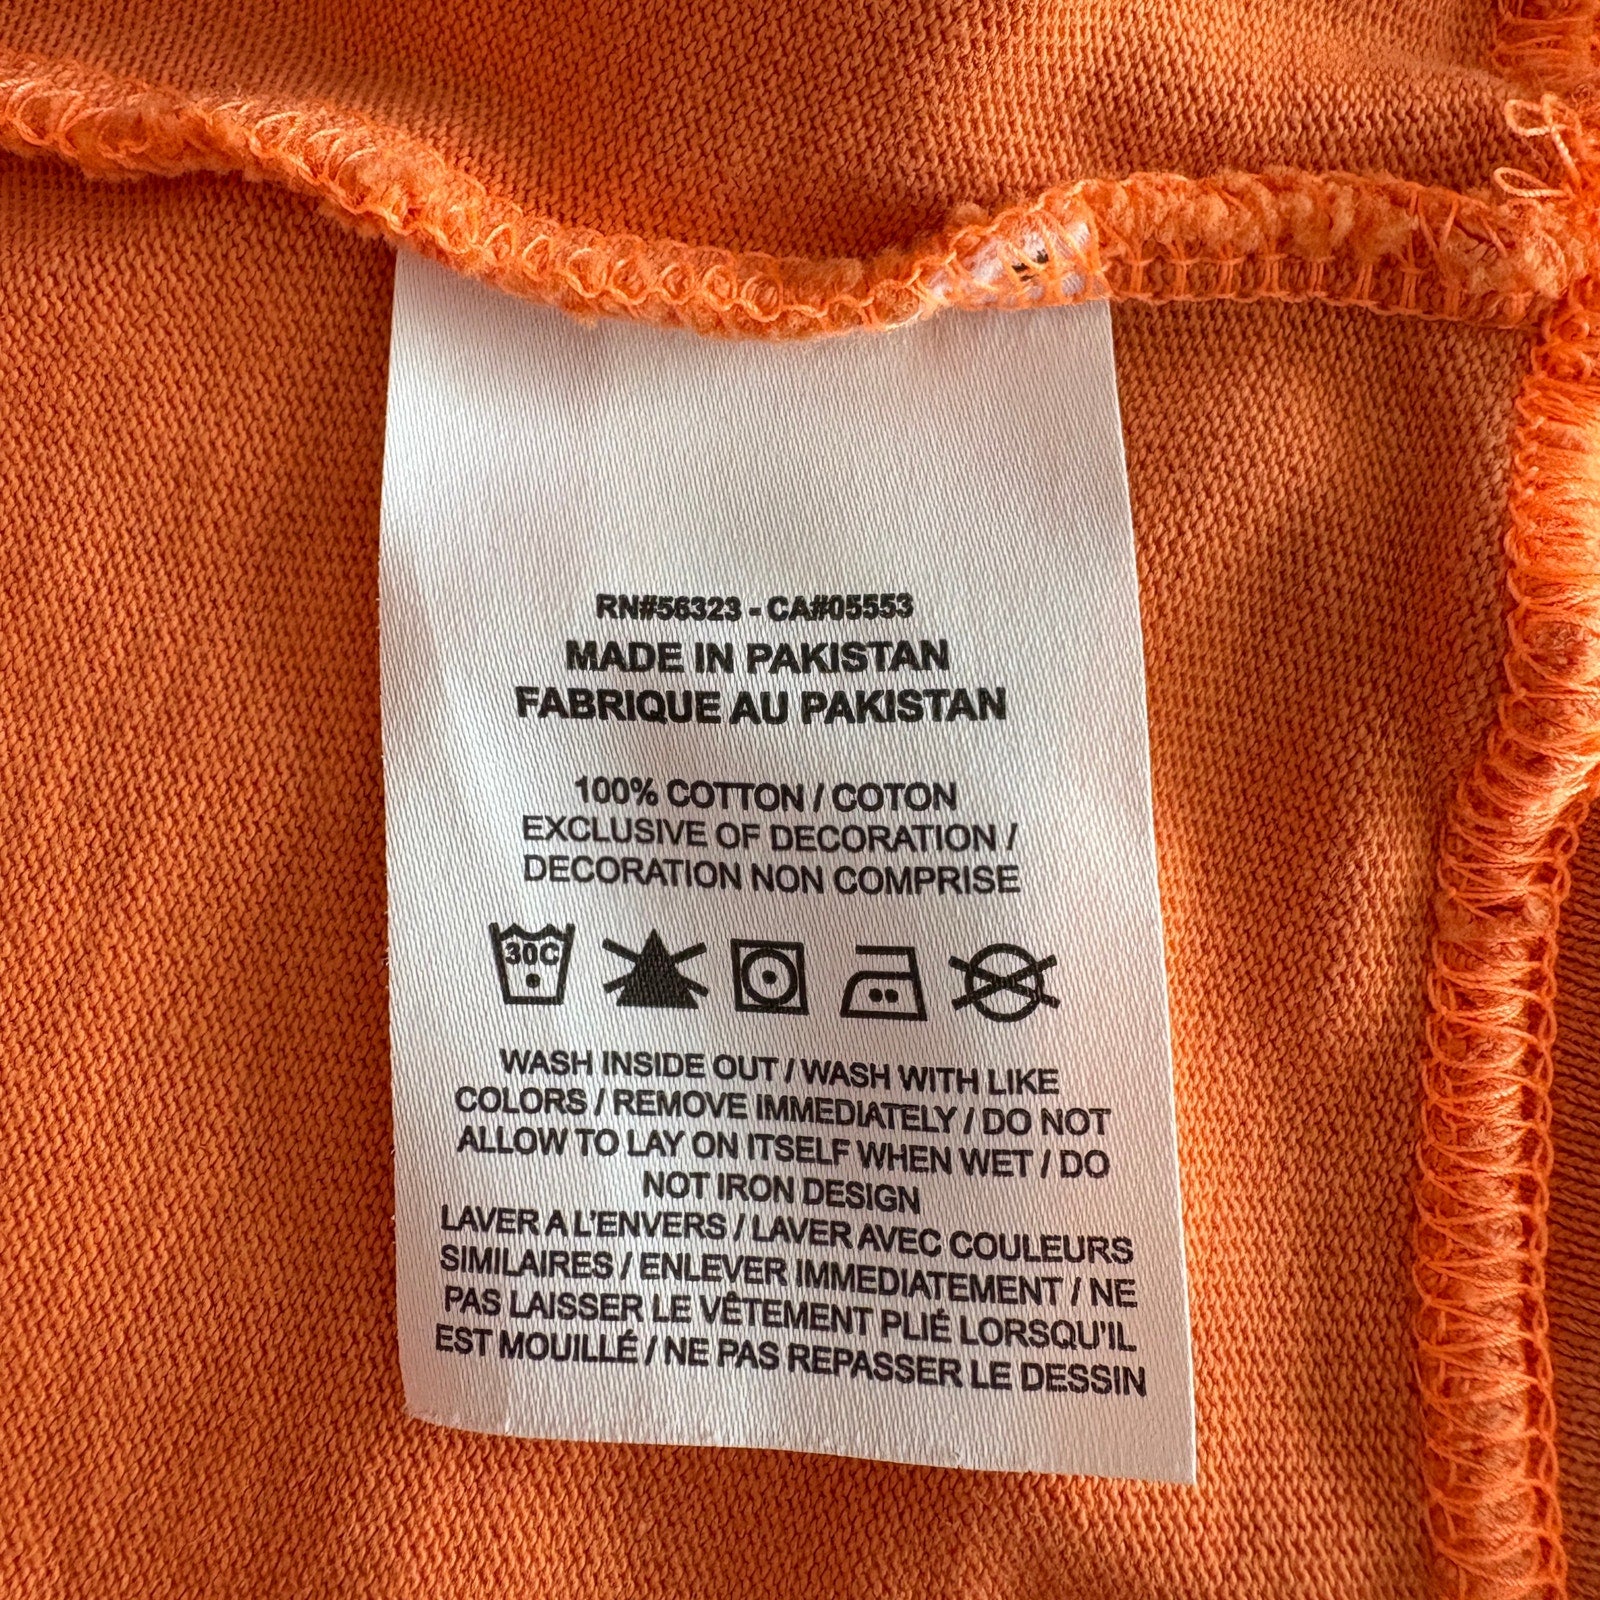 RN#56323 - CA#05553
MADE IN PAKISTAN
FABRIQUE AU PAKISTAN
100% COTTON / COTON
EXCLUSIVE OF DECORATION /
DECORATION NON COMPRISE
30C
WASH INSIDE OUT / WASH WITH LIKE
COLORS / REMOVE IMMEDIATELY / DO NOT
ALLOW TO LAY ON ITSELF WHEN WET / DO
NOT IRON DESIGN
LAVER A L'ENVERS / LAVER AVEC COULEURS
SIMILAIRES / ENLEVER IMMEDIATEMENT / NE
PAS LAISSER LE VÊTEMENT PLIÉ LORSQU'IL
EST MOUILLÉ / NE PAS REPASSER LE DESSIN